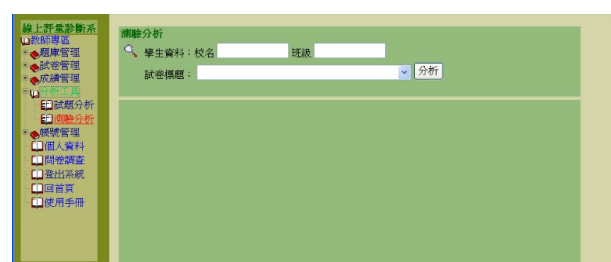 線上評量診斷系
教師專區
題庫管理
試卷管理
成績管理
分析工具
試題分析
測驗分析
帳號管理
個人資料
問卷調查
登出系統
回首頁
使用手冊
測驗分析
學生資料：校名 班級
試卷標題： 分析